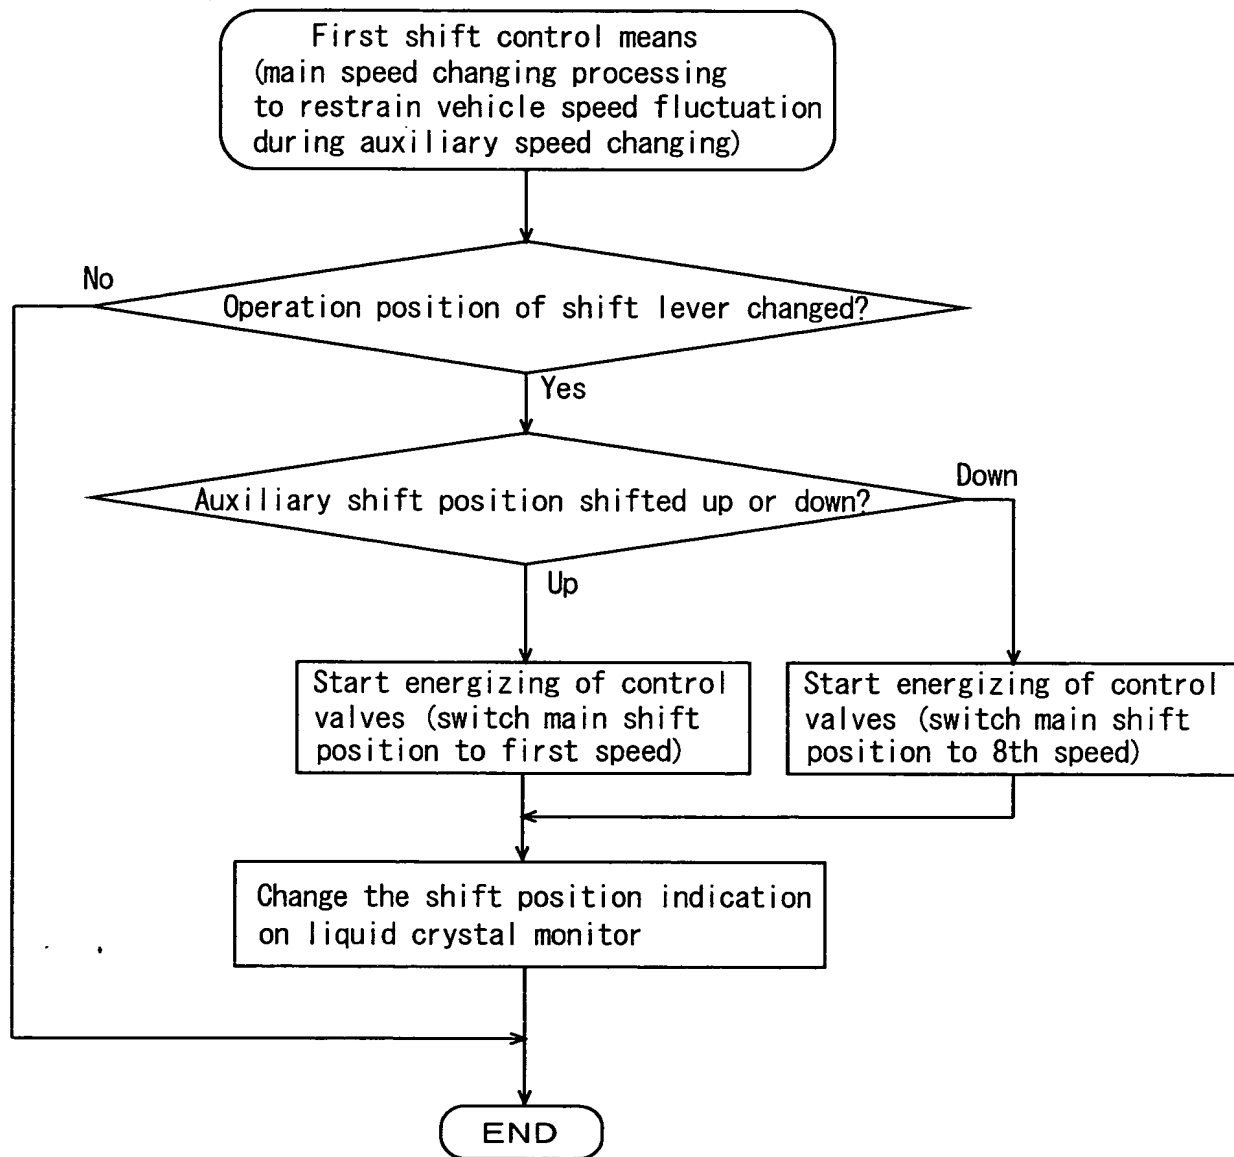 First shift control means
(main speed changing processing
to restrain vehicle speed fluctuation
during auxiliary speed changing)
No
Operation position of shift lever changed?
Yes
Auxiliary shift position shifted up or down?
Down
Up
Start energizing of control
valves (switch main shift
position to first speed)
Start energizing of control
valves (switch main shift
position to 8th speed)
Change the shift position indication
on liquid crystal monitor
END